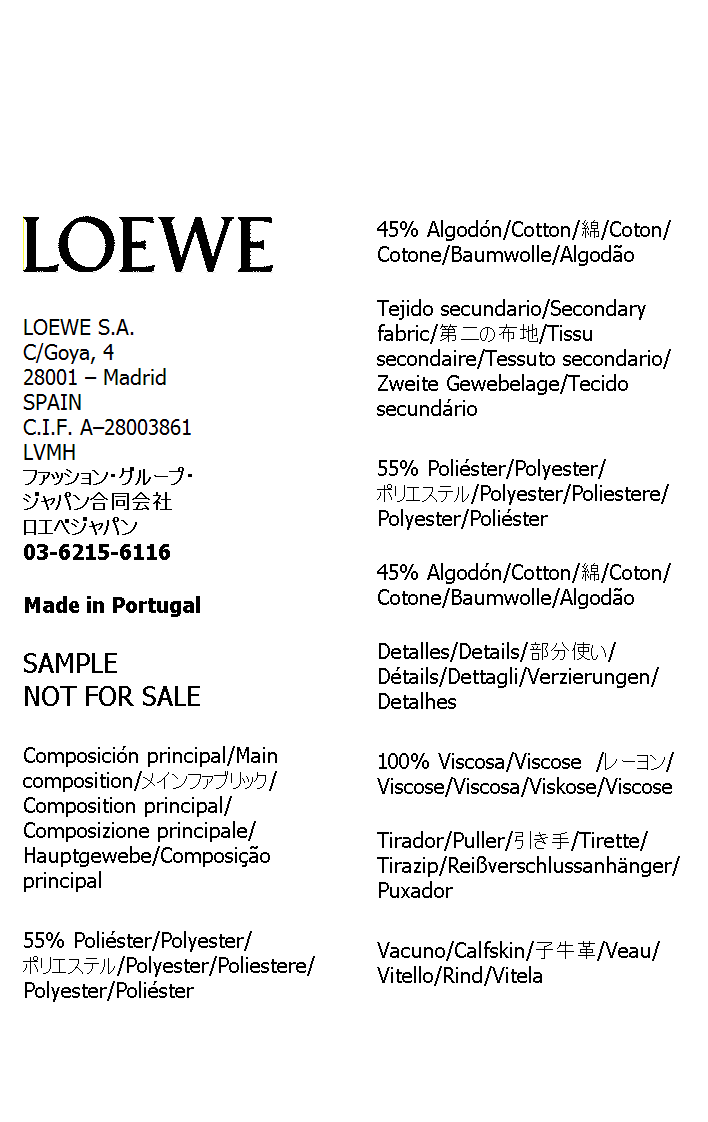 LOEWE
LOEWE S.A.
C/Goya, 4
28001 – Madrid
SPAIN
C.I.F. A–28003861
LVMH
ファッション・グループ・
ジャパン合同会社
ロエベジャパン
03-6215-6116
Made in Portugal
SAMPLE
NOT FOR SALE
Composición principal/Main
composition/メインファブリック/
Composition principal/
Composizione principale/
Hauptgewebe/Composição
principal
55% Poliéster/Polyester/
ポリエステル/Polyester/Poliestere/
Polyester/Poliéster
45% Algodón/Cotton/綿/Coton/
Cotone/Baumwolle/Algodão
Tejido secundario/Secondary
fabric/第二の布地/Tissu
secondaire/Tessuto secondario/
Zweite Gewebelage/Tecido
secundário
55% Poliéster/Polyester/
ポリエステル/Polyester/Poliestere/
Polyester/Poliéster
45% Algodón/Cotton/綿/Coton/
Cotone/Baumwolle/Algodão
Detalles/Details/部分使い/
Détails/Dettagli/Verzierungen/
Detalhes
100% Viscosa/Viscose  /レーヨン/
Viscose/Viscosa/Viskose/Viscose
Tirador/Puller/引き手/Tirette/
Tirazip/Reißverschlussanhänger/
Puxador
Vacuno/Calfskin/子牛革/Veau/
Vitello/Rind/Vitela